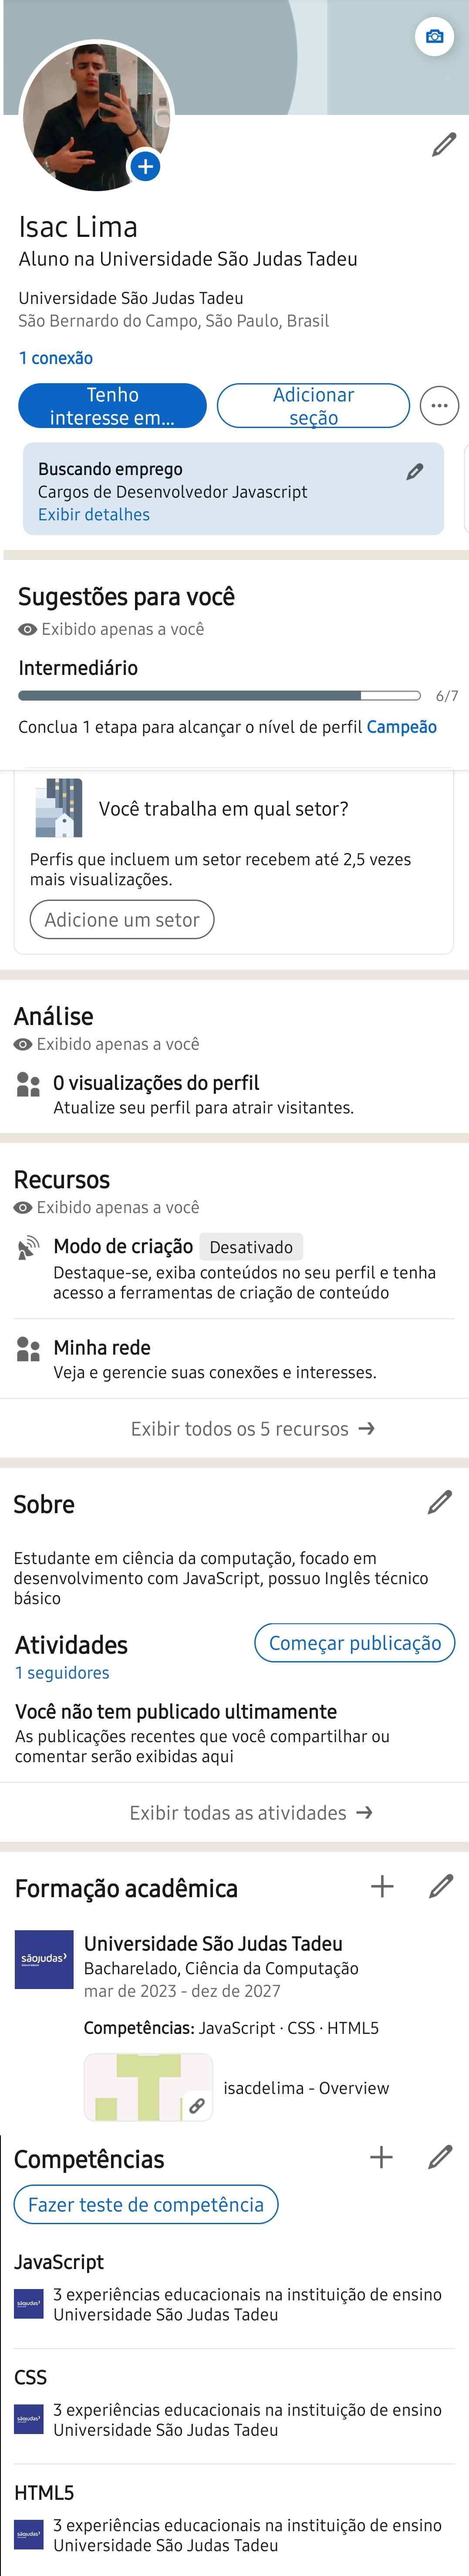 Isac Lima
Aluno na Universidade São Judas Tadeu
Universidade São Judas Tadeu
São Bernardo do Campo, São Paulo, Brasil
1 conexão
Tenho
interesse em...
Adicionar
seção
Buscando emprego
Cargos de Desenvolvedor Javascript
Exibir detalhes
Sugestões para você
Exibido apenas a você
Intermediário
6/7
Conclua 1 etapa para alcançar o nível de perfil Campeão
Você trabalha em qual setor?
Perfis que incluem um setor recebem até 2,5 vezes
mais visualizações.
Adicione um setor
Análise
Exibido apenas a você
0 visualizações do perfil
Atualize seu perfil para atrair visitantes.
Recursos
Exibido apenas a você
Modo de criação Desativado
Destaque-se, exiba conteúdos no seu perfil e tenha
acesso a ferramentas de criação de conteúdo
Minha rede
Veja e gerencie suas conexões e interesses.
Exibir todos os 5 recursos →
Sobre
Estudante em ciência da computação, focado em
desenvolvimento com JavaScript, possuo Inglês técnico
básico
Atividades
Começar publicação
1 seguidores
Você não tem publicado ultimamente
As publicações recentes que você compartilhar ou
comentar serão exibidas aqui
Exibir todas as atividades →
Formação acadêmica
sãojudas
Universidade São Judas Tadeu
Bacharelado, Ciência da Computação
mar de 2023 - dez de 2027
Competências: JavaScript · CSS · HTML5
isacdelima - Overview
Competências
Fazer teste de competência
JavaScript
sãojudas
3 experiências educacionais na instituição de ensino
Universidade São Judas Tadeu
CSS
sãojudas
3 experiências educacionais na instituição de ensino
Universidade São Judas Tadeu
HTML5
sãojudas
3 experiências educacionais na instituição de ensino
Universidade São Judas Tadeu